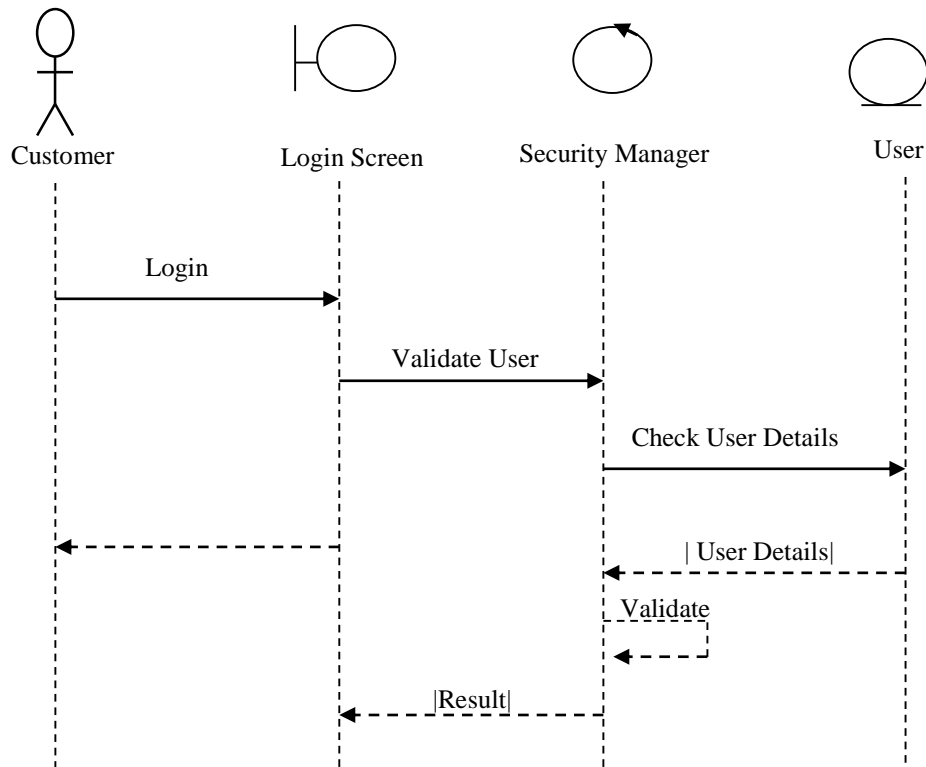 Customer
Login Screen
Security Manager
User
Login
Validate User
Check User Details
| User Details|
Validate
|Result|